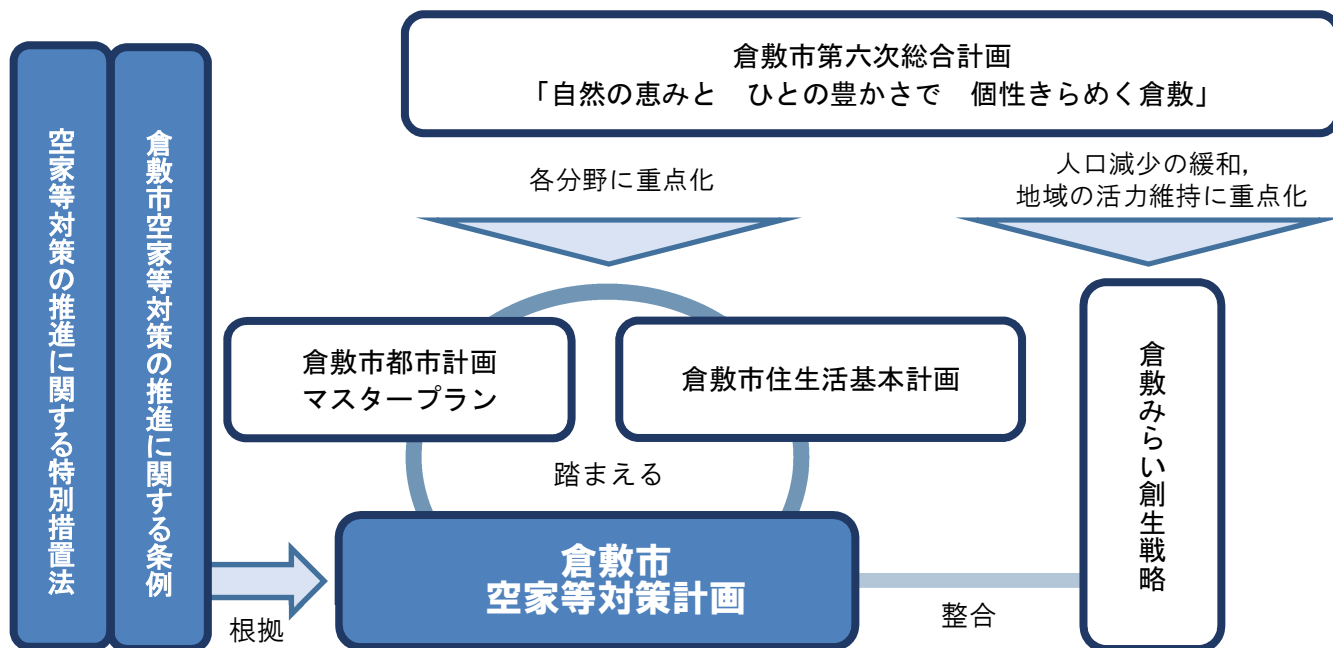 空家等対策の推進に関する特別措置法
倉敷市空家等対策の推進に関する条例
倉敷市第六次総合計画
「自然の恵みと　ひとの豊かさで　個性きらめく倉敷」
各分野に重点化
人口減少の緩和,
地域の活力維持に重点化
倉敷市都市計画
マスタープラン
倉敷市住生活基本計画
倉敷みらい創生戦略
踏まえる
倉敷市
空家等対策計画
根拠
整合